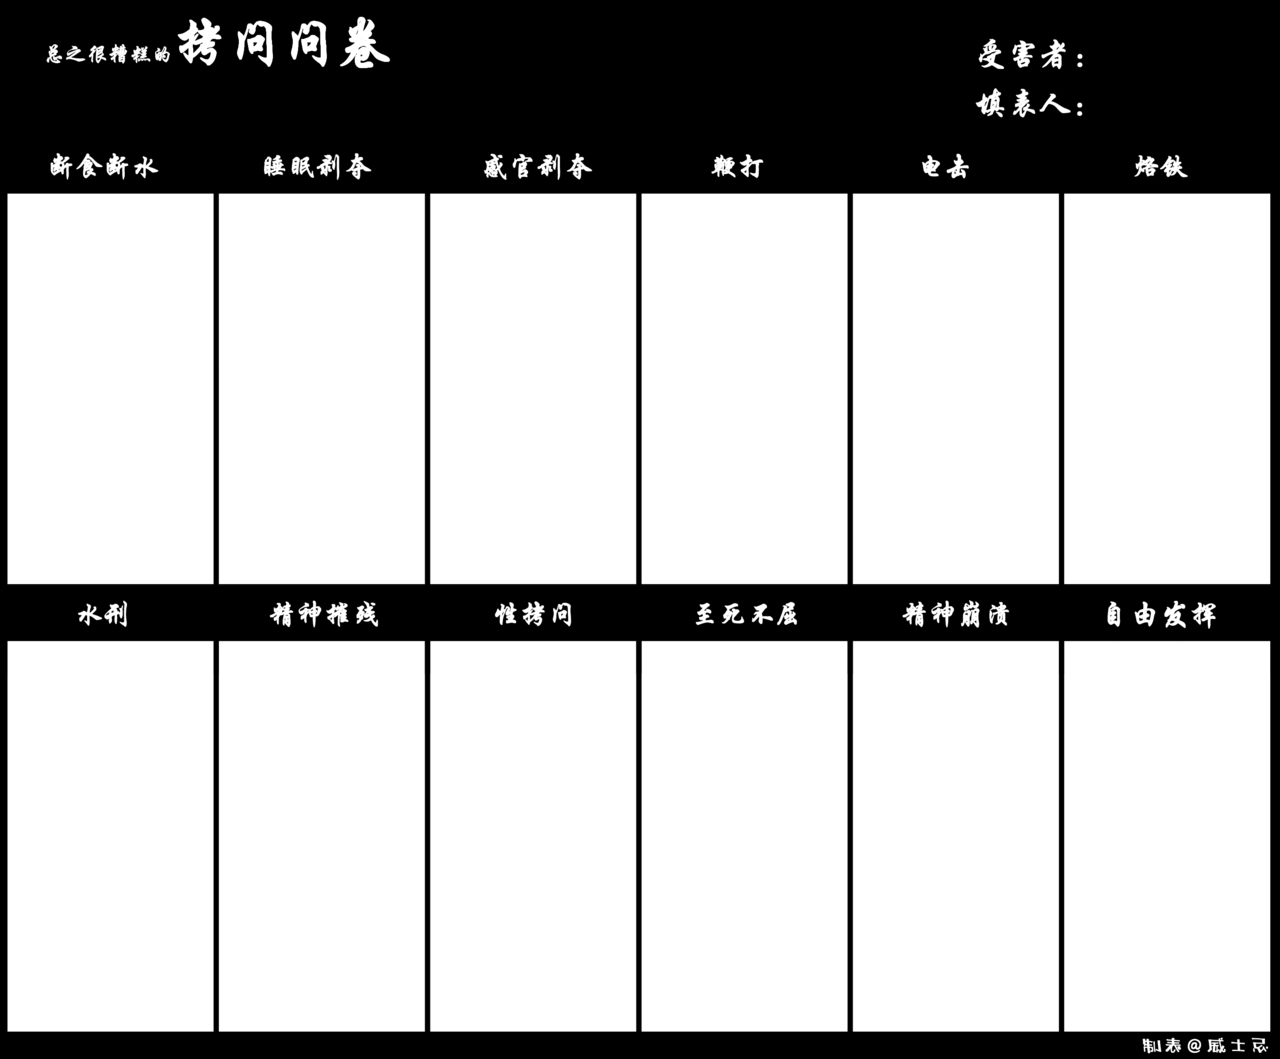 总之很糟糕的拷问问卷
受害者：
填表人：
断食断水 睡眠剥夺 感官剥夺 鞭打 电击 烙铁
水刑 精神摧残 性拷问 至死不屈 精神崩溃 自由发挥
制表@威士忌